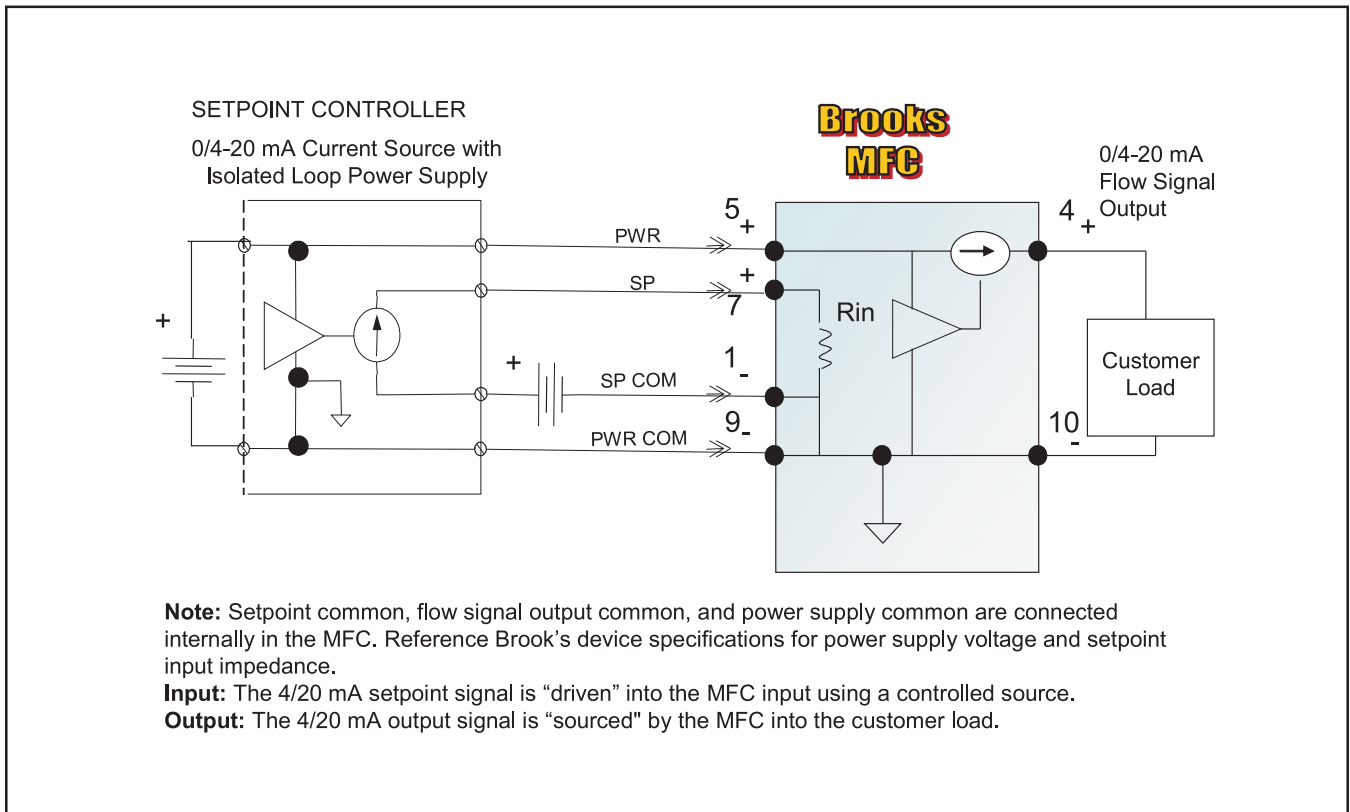 SETPOINT CONTROLLER
0/4-20 mA Current Source with
Isolated Loop Power Supply
Brooks
MFC
0/4-20 mA
Flow Signal
Output
5
+
4
+
PWR
+
SP
7
Rin
+
+
1
-
SP COM
Customer
Load
9
-
PWR COM
10
-
Note: Setpoint common, flow signal output common, and power supply common are connected
internally in the MFC. Reference Brook's device specifications for power supply voltage and setpoint
input impedance.
Input: The 4/20 mA setpoint signal is “driven” into the MFC input using a controlled source.
Output: The 4/20 mA output signal is “sourced" by the MFC into the customer load.